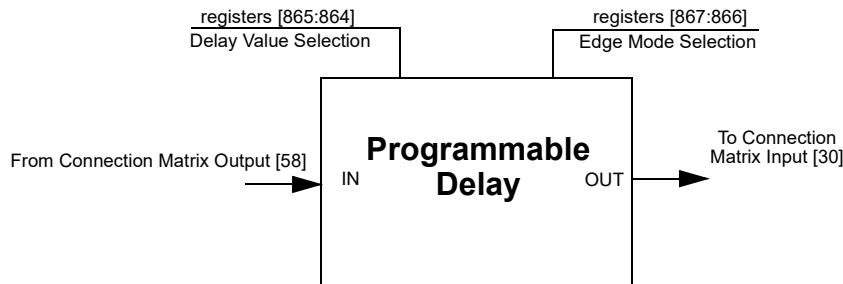 registers [865:864]
Delay Value Selection
registers [867:866]
Edge Mode Selection
From Connection Matrix Output [58]
IN
Programmable
Delay
OUT
To Connection
Matrix Input [30]